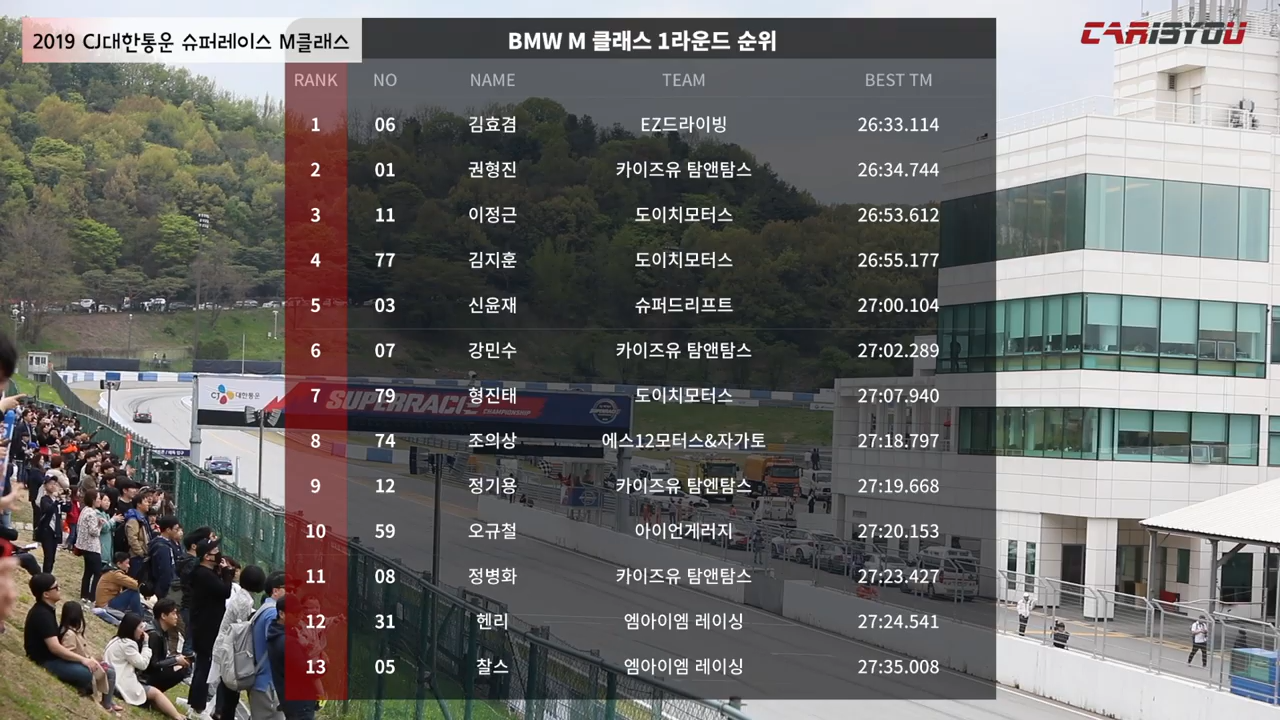 2019 CJ대한통운 슈퍼레이스 M클래스
BMW M 클래스 1라운드 순위
CARISYOU
RANK NO NAME TEAM BEST TM
1 06 김효겸 EZ드라이빙 26:33.114
2 01 권형진 카이즈유 탐앤탐스 26:34.744
3 11 이정근 도이치모터스 26:53.612
4 77 김지훈 도이치모터스 26:55.177
5 03 신윤재 슈퍼드리프트 27:00.104
6 07 강민수 카이즈유 탐앤탐스 27:02.289
7 79 형진태 도이치모터스 27:07.940
8 74 조의상 에스12모터스&자가토 27:18.797
9 12 정기용 카이즈유 탐엔탐스 27:19.668
10 59 오규철 아이언게러지 27:20.153
11 08 정병화 카이즈유 탐앤탐스 27:23.427
12 31 헨리 엠아이엠 레이싱 27:24.541
13 05 찰스 엠아이엠 레이싱 27:35.008
CJ 대한통운
SUPERRACE CHAMPIONSHIP